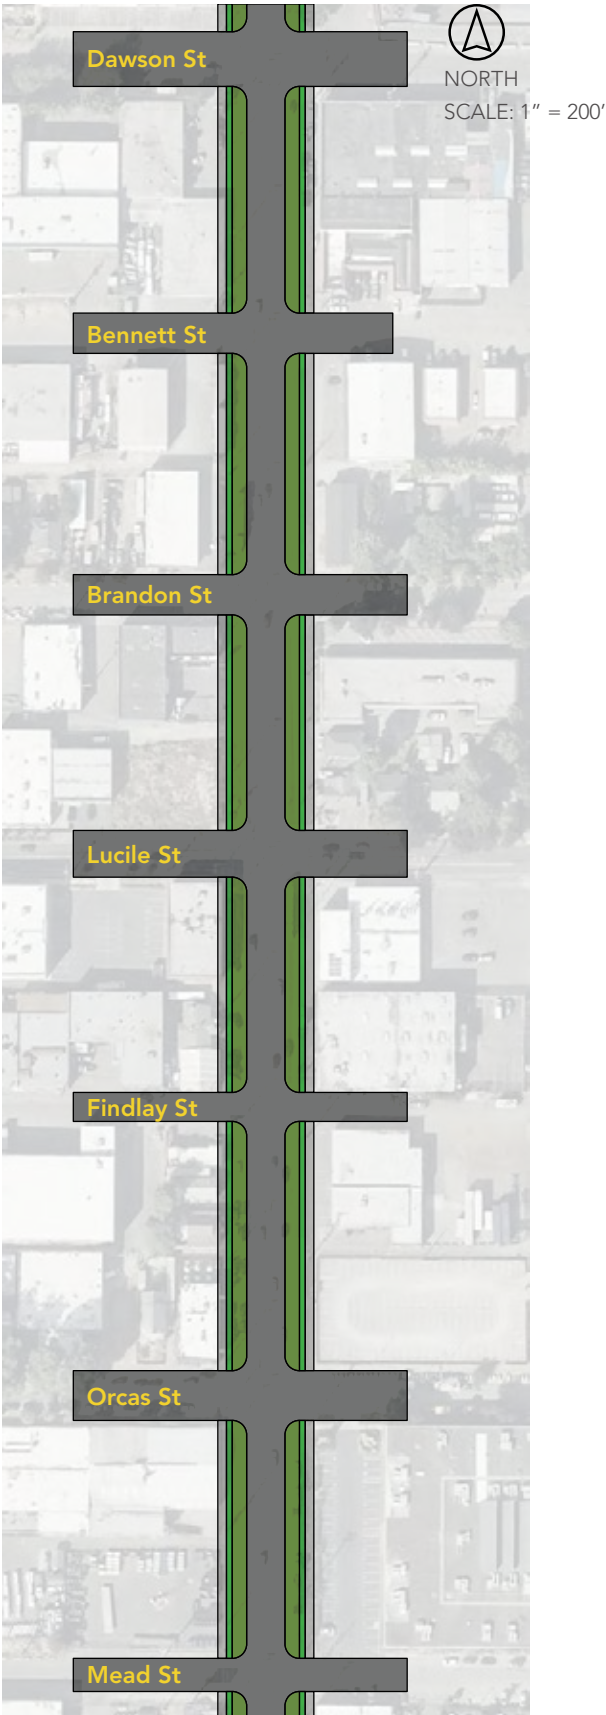 Dawson St
NORTH
SCALE: 1” = 200’
Bennett St
Brandon St
Lucile St
Findlay St
Orcas St
Mead St